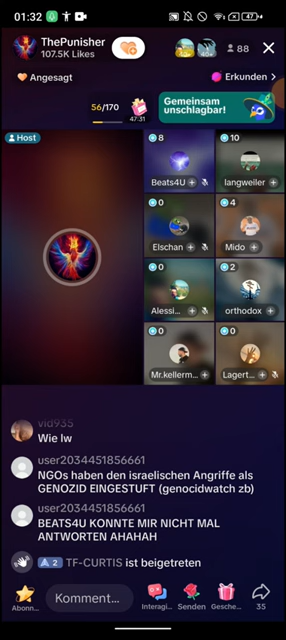 01:32
47
ThePunisher
107.5K Likes
88
Angesagt
Erkunden
56/170
47:31
Gemeinsam
unschlagbar!
Host
8
10
Beats4U
langweiler
0
4
Elschan
Mido
0
2
Alessi...
orthodox
0
0
Mr.kellerm...
Lagert...
vid935
Wie lw
user2034451856661
NGOs haben den israelischen Angriffe als
GENOZID EINGESTUFT (genocidwatch zb)
user2034451856661
BEATS4U KONNTE MIR NICHT MAL
ANTWORTEN AHAHAH
2 TF-CURTIS ist beigetreten
Kommentieren...
Abonn...
Interagi...
Senden
Gesche...
35